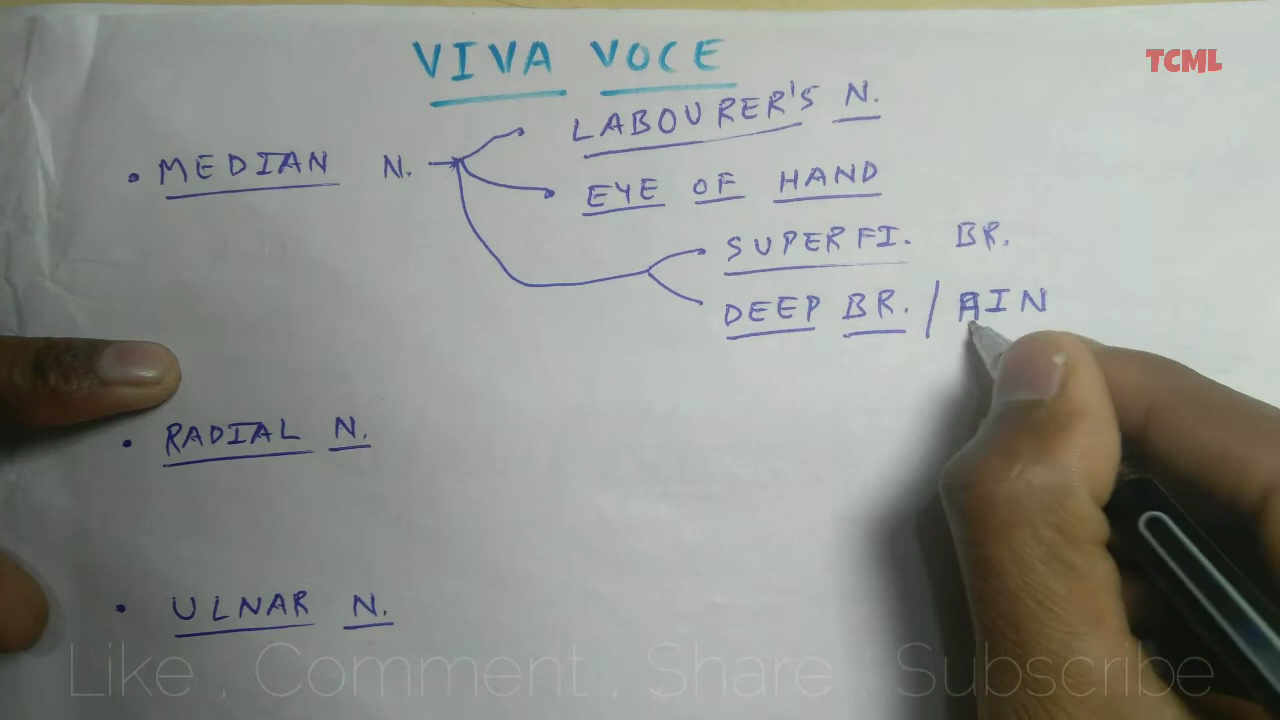 VIVA VOCE
TCML
• MEDIAN N.
LABOURER'S N.
EYE OF HAND
SUPERFI. BR.
DEEP BR. / AIN
• RADIAL N.
• ULNAR N.
Like , Comment , Share , Subscribe